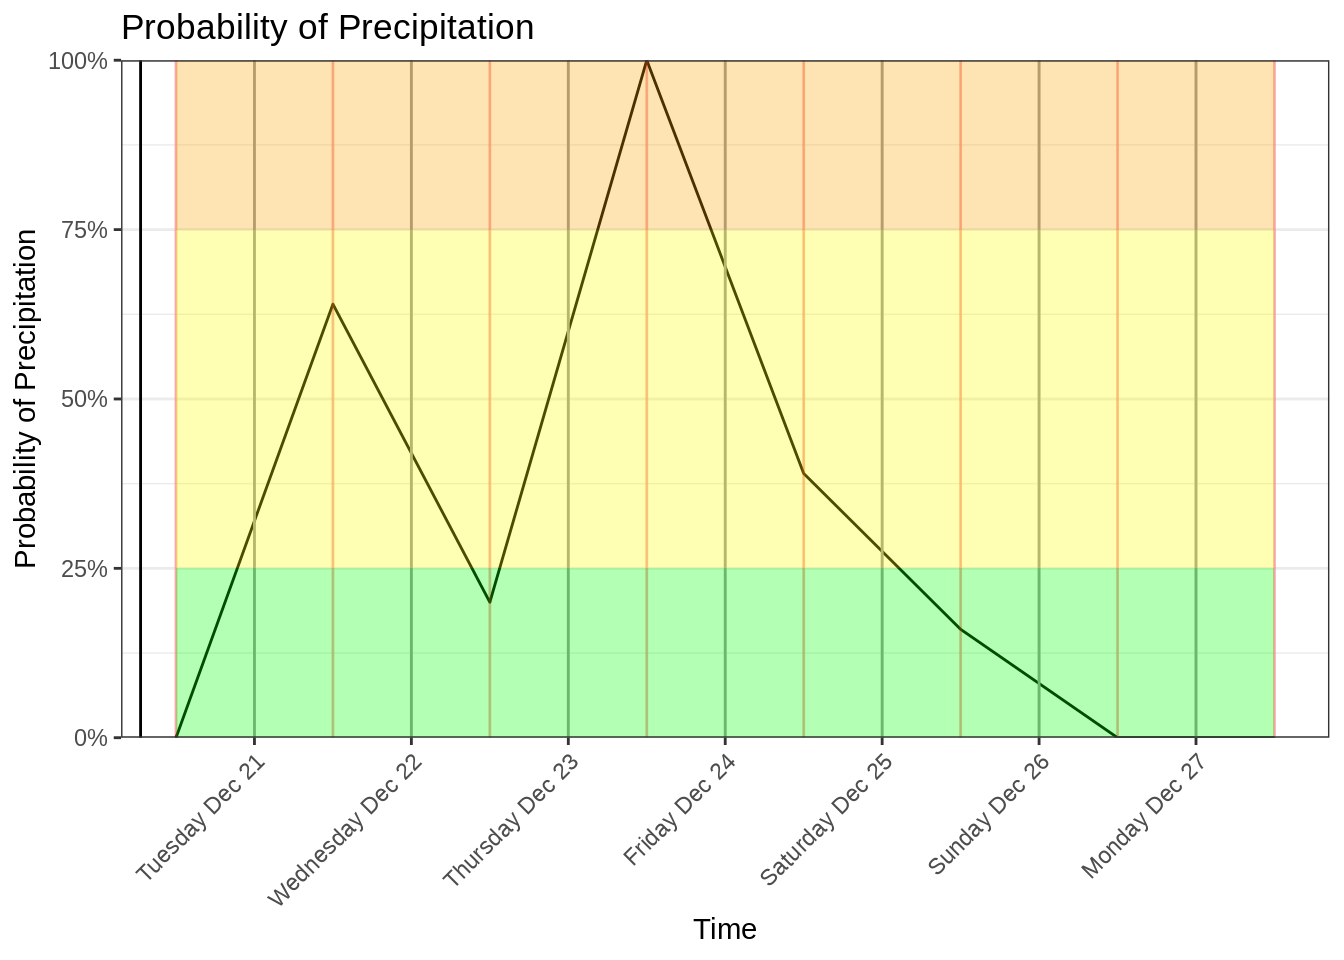 Probability of Precipitation
Probability of Precipitation
100%
75%
50%
25%
0%
Tuesday Dec 21
Wednesday Dec 22
Thursday Dec 23
Friday Dec 24
Saturday Dec 25
Sunday Dec 26
Monday Dec 27
Time